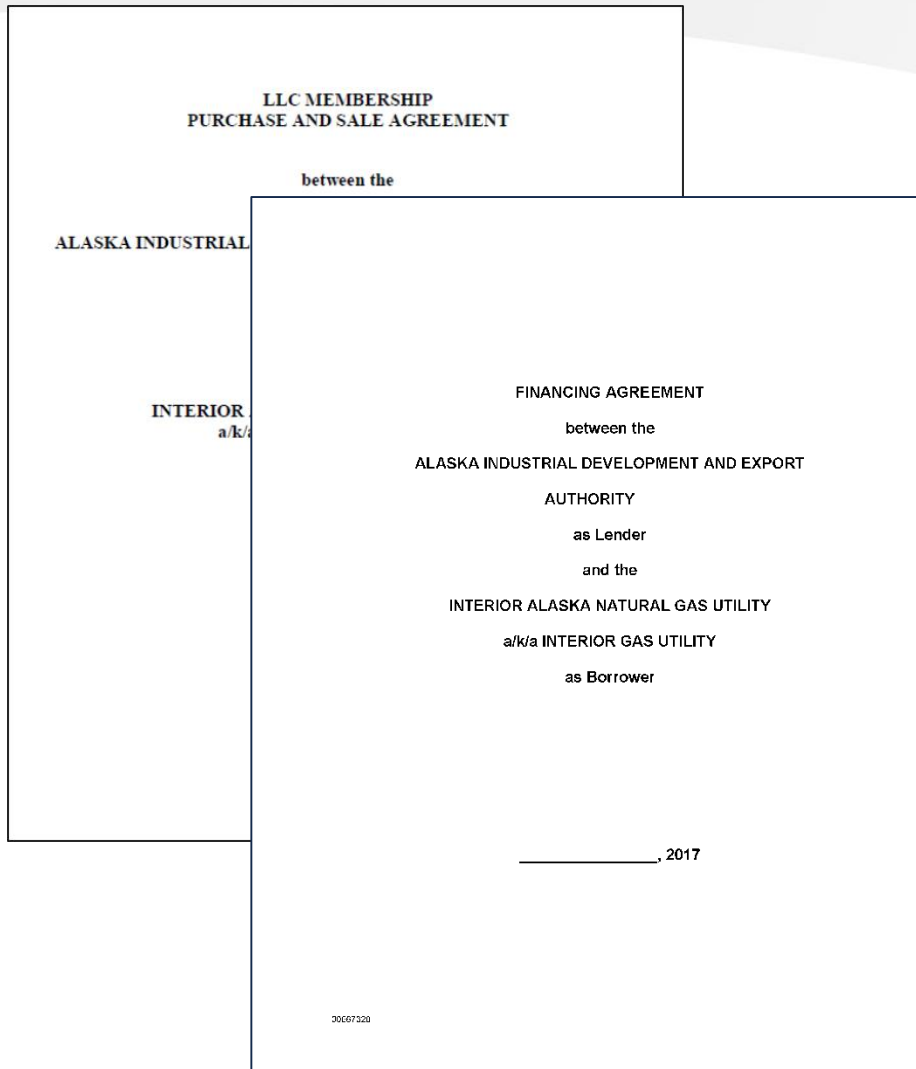 LLC MEMBERSHIP
PURCHASE AND SALE AGREEMENT
between the
ALASKA INDUSTRIAL
INTERIOR
a/k/a
FINANCING AGREEMENT
between the
ALASKA INDUSTRIAL DEVELOPMENT AND EXPORT
AUTHORITY
as Lender
and the
INTERIOR ALASKA NATURAL GAS UTILITY
a/k/a INTERIOR GAS UTILITY
as Borrower
____________, 2017